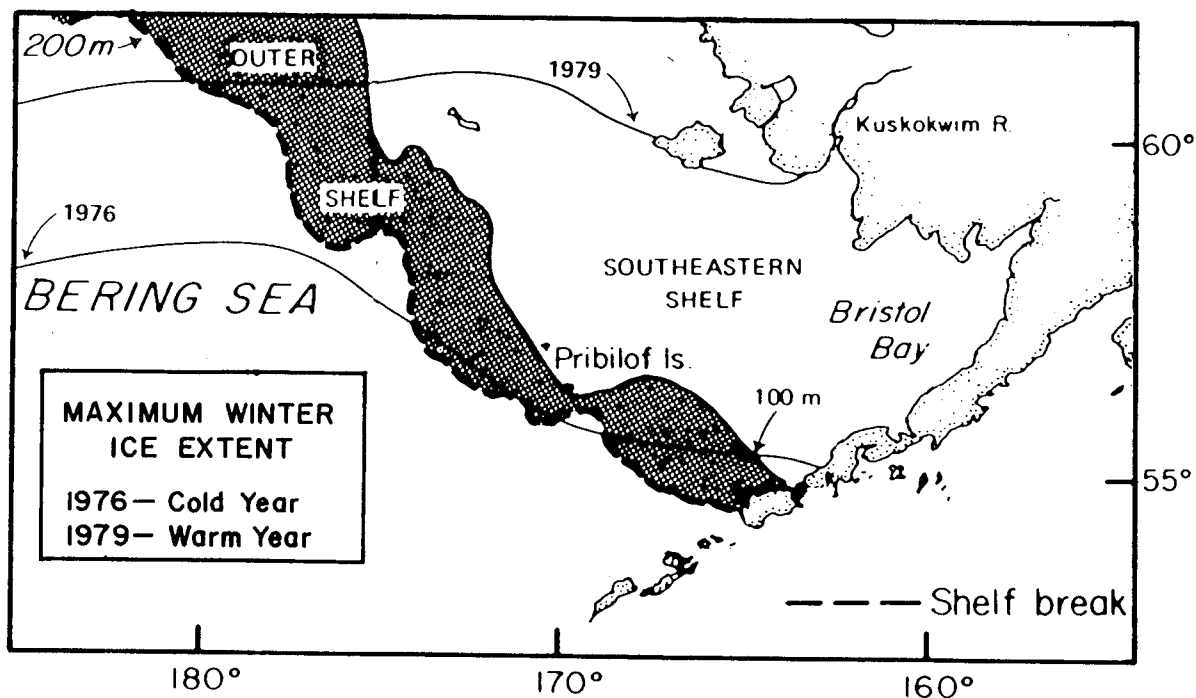 200m
OUTER
1979
Kuskokwim R.
60°
SHELF
1976
SOUTHEASTERN
SHELF
BERING SEA
Bristol
Bay
Pribilof Is.
100 m
MAXIMUM WINTER
ICE EXTENT
1976— Cold Year
1979— Warm Year
55°
Shelf break
180°
170°
160°